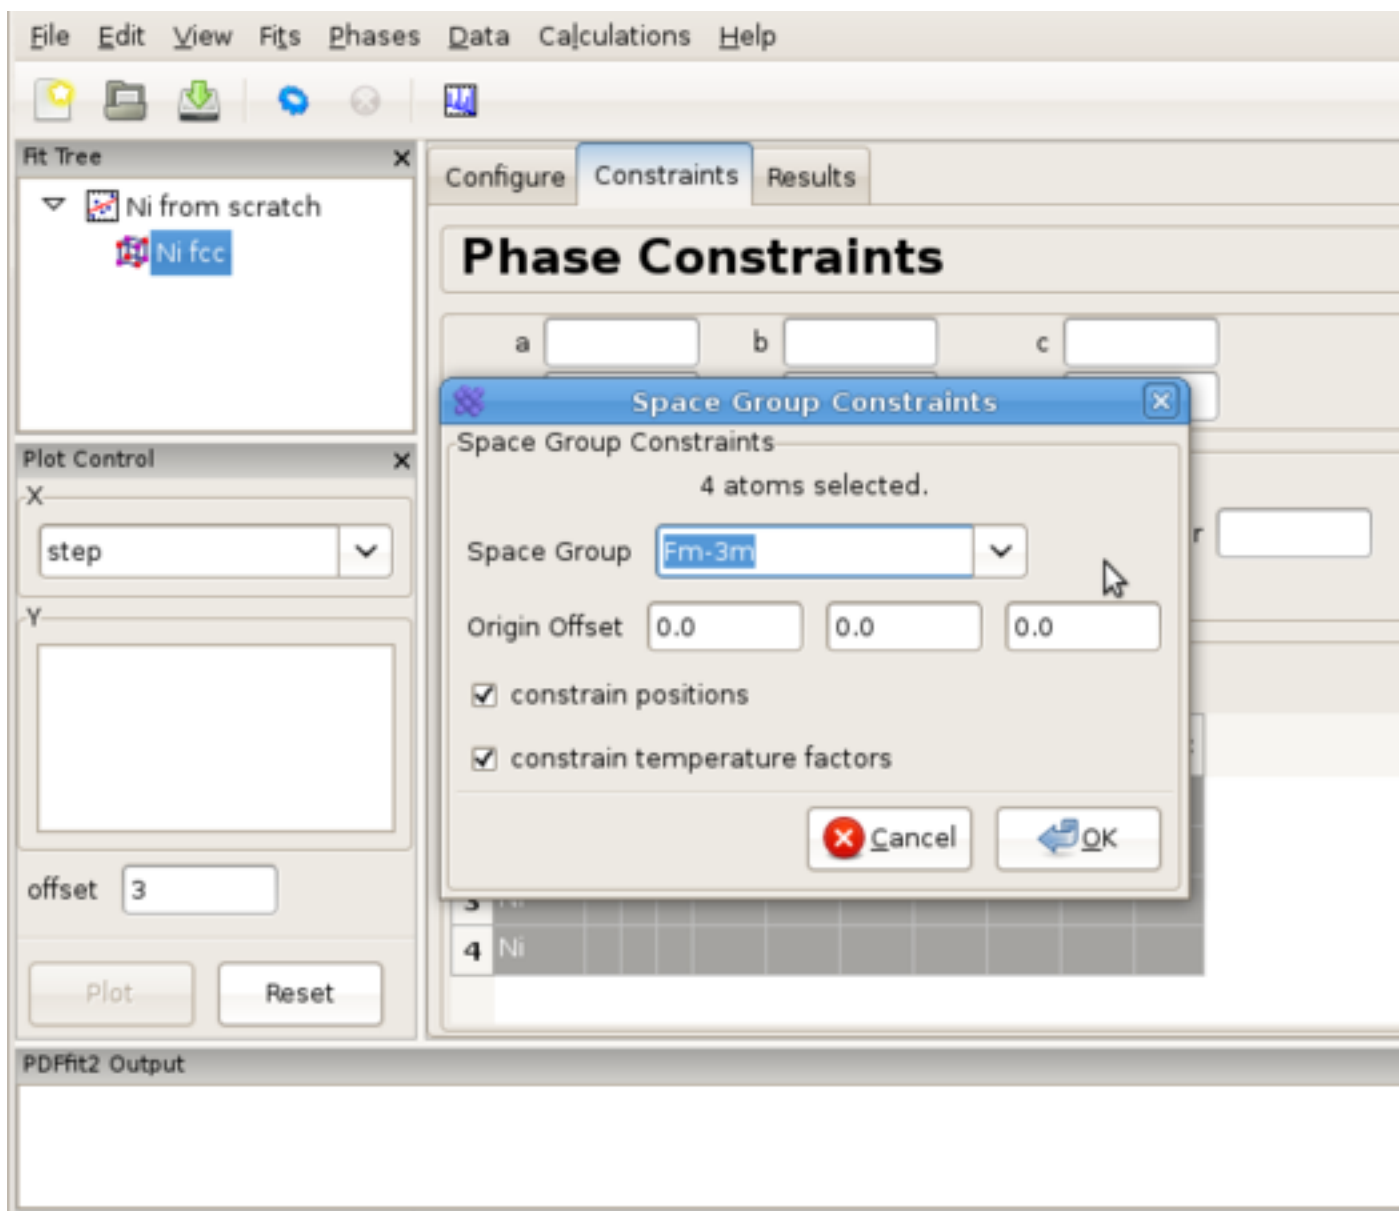 File Edit View Fits Phases Data Calculations Help
Fit Tree
Ni from scratch
Ni fcc
Plot Control
X
step
Y
offset 3
Plot Reset
Configure Constraints Results
Phase Constraints
a b c
r
Space Group Constraints
Space Group Constraints
4 atoms selected.
Space Group Fm-3m
Origin Offset 0.0 0.0 0.0
constrain positions
constrain temperature factors
Cancel OK
3 Ni
4 Ni
PDFfit2 Output